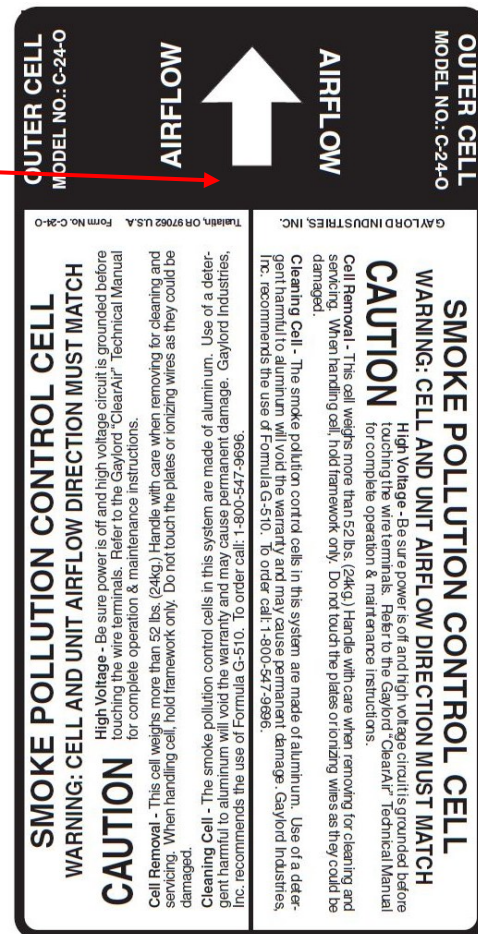 OUTER CELL
MODEL NO.: C-24-O
AIRFLOW
SMOKE POLLUTION CONTROL CELL
WARNING: CELL AND UNIT AIRFLOW DIRECTION MUST MATCH
CAUTION
High Voltage - Be sure power is off and high voltage circuit is grounded before
touching the wire terminals. Refer to the Gaylord "ClearAir" Technical Manual
for complete operation & maintenance instructions.
Cell Removal - This cell weighs more than 52 lbs. (24kg.) Handle with care when removing for cleaning and
servicing. When handling cell, hold framework only. Do not touch the plates or ionizing wires as they could be
damaged.
Cleaning Cell - The smoke pollution control cells in this system are made of aluminum. Use of a deter-
gent harmful to aluminum will void the warranty and may cause permanent damage. Gaylord Industries,
Inc. recommends the use of Formula G-510. To order call: 1-800-547-9696.
OUTER CELL
MODEL NO.: C-24-O
AIRFLOW
SMOKE POLLUTION CONTROL CELL
WARNING: CELL AND UNIT AIRFLOW DIRECTION MUST MATCH
CAUTION
High Voltage - Be sure power is off and high voltage circuit is grounded before
touching the wire terminals. Refer to the Gaylord "ClearAir" Technical Manual
for complete operation & maintenance instructions.
Cell Removal - This cell weighs more than 52 lbs. (24kg.) Handle with care when removing for cleaning and
servicing. When handling cell, hold framework only. Do not touch the plates or ionizing wires as they could be
damaged.
Cleaning Cell - The smoke pollution control cells in this system are made of aluminum. Use of a deter-
gent harmful to aluminum will void the warranty and may cause permanent damage. Gaylord Industries,
Inc. recommends the use of Formula G-510. To order call: 1-800-547-9696.
GAYLORD INDUSTRIES, INC. Tualatin, OR 97062 U.S.A. Form No. C-24-O